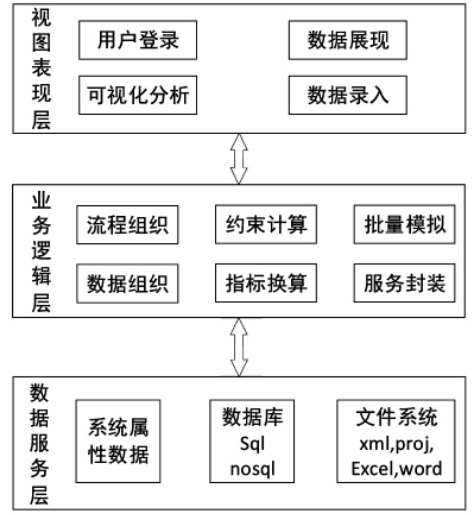 视图表现层
用户登录
数据展现
可视化分析
数据录入
业务逻辑层
流程组织
约束计算
批量模拟
数据组织
指标换算
服务封装
数据服务层
系统属
性数据
数据库
Sql
nosql
文件系统
xml,proj,
Excel,word